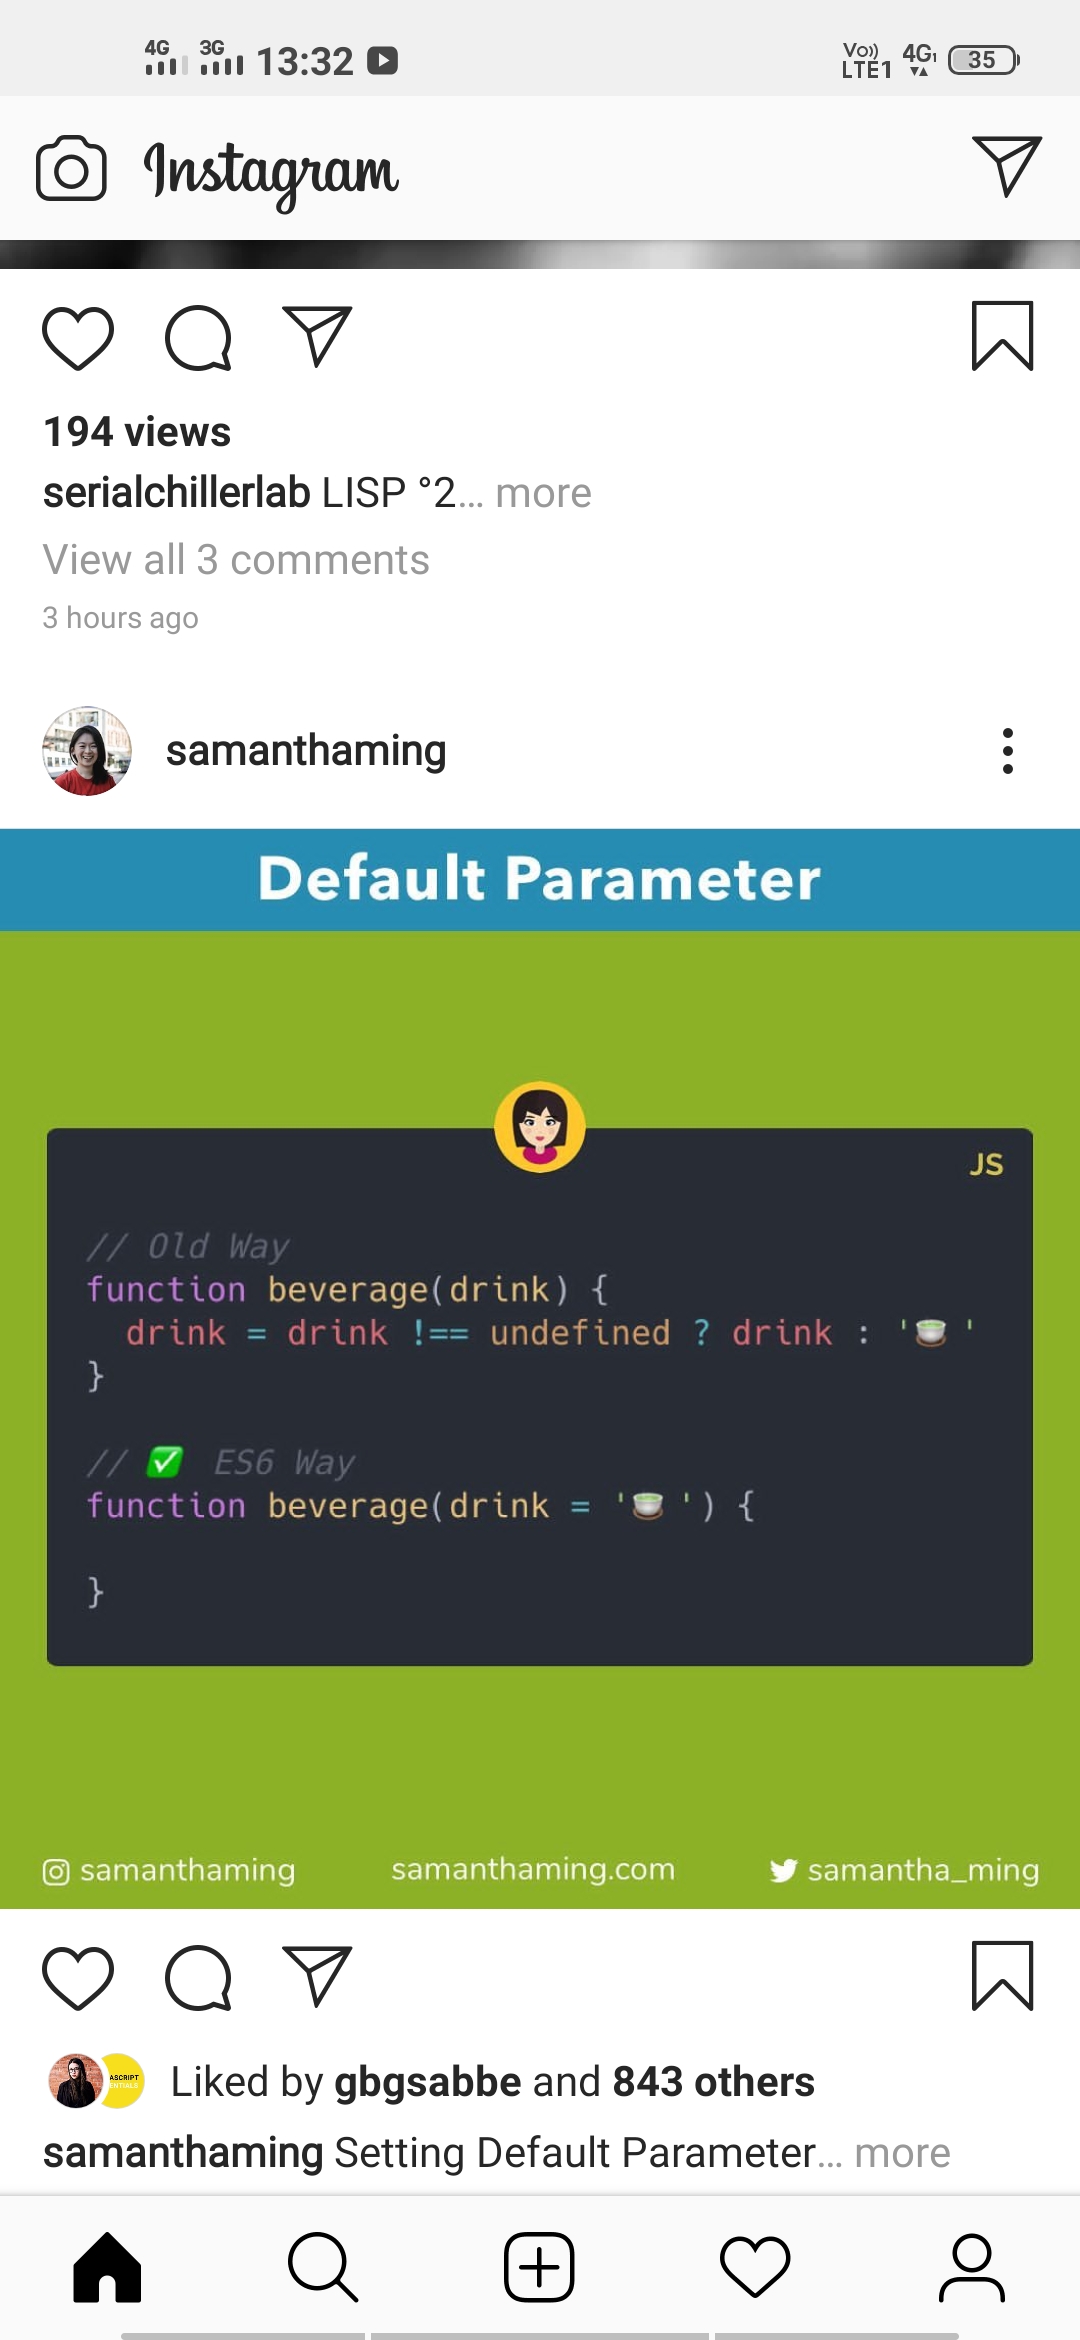 4G 3G 13:32 Vo)) LTE1 4G1 35
Instagram
194 views
serialchillerlab LISP °2... more
View all 3 comments
3 hours ago
samanthaming
Default Parameter
JS
// Old Way
function beverage(drink) {
drink = drink !== undefined ? drink : '🍵 '
}
// ✅ ES6 Way
function beverage(drink = '🍵 ') {
}
samanthaming samanthaming.com samantha_ming
Liked by gbgsabbe and 843 others
samanthaming Setting Default Parameter... more